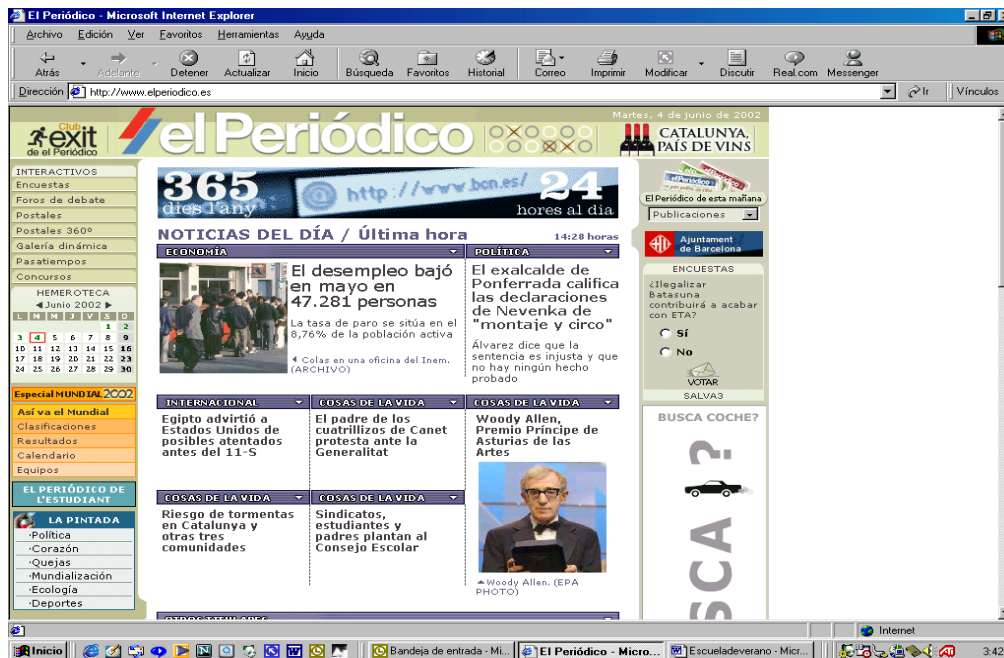 El Periódico - Microsoft Internet Explorer
Archivo Edición Ver Favoritos Herramientas Ayuda
Atrás Adelante Detener Actualizar Inicio Búsqueda Favoritos Historial Correo Imprimir Modificar Discutir Real.com Messenger
Dirección http://www.elperiodico.es Ir Vínculos
Martes, 4 de junio de 2002
Club
exit
de el Periódico
el Periódico
CATALUNYA,
PAÍS DE VINS
INTERACTIVOS
Encuestas
Foros de debate
Postales
Postales 360º
Galería dinámica
Pasatiempos
Concursos
HEMEROTECA
Junio 2002
L M M J V S D
1 2
3 4 5 6 7 8 9
10 11 12 13 14 15 16
17 18 19 20 21 22 23
24 25 26 27 28 29 30
Especial MUNDIAL 2002
Así va el Mundial
Clasificaciones
Resultados
Calendario
Equipos
EL PERIÓDICO DE
L'ESTUDIANT
LA PINTADA
·Política
·Corazón
·Quejas
·Mundialización
·Ecología
·Deportes
365
dies l'any
http://www.bcn.es/
24
hores al dia
NOTICIAS DEL DÍA / Última hora
14:28 horas
ECONOMÍA
El desempleo bajó
en mayo en
47.281 personas
La tasa de paro se sitúa en el
8,76% de la población activa
Colas en una oficina del Inem.
(ARCHIVO)
POLÍTICA
El exalcalde de
Ponferrada califica
las declaraciones
de Nevenka de
"montaje y circo"
Álvarez dice que la
sentencia es injusta y que
no hay ningún hecho
probado
INTERNACIONAL
Egipto advirtió a
Estados Unidos de
posibles atentados
antes del 11-S
COSAS DE LA VIDA
El padre de los
cuatrillizos de Canet
protesta ante la
Generalitat
COSAS DE LA VIDA
Woody Allen,
Premio Príncipe de
Asturias de las
Artes
Woody Allen. (EPA
PHOTO)
COSAS DE LA VIDA
Riesgo de tormentas
en Catalunya y
otras tres
comunidades
COSAS DE LA VIDA
Sindicatos,
estudiantes y
padres plantan al
Consejo Escolar
OTROS TITULARES
el Periódico
El Periódico de esta mañana
Publicaciones
Ajuntament
de Barcelona
ENCUESTAS
¿Ilegalizar
Batasuna
contribuirá a acabar
con ETA?
Sí
No
VOTAR
SALVA3
BUSCA COCHE?
SCA ?
Internet
Inicio
Bandeja de entrada - Mi...
El Periódico - Micro...
Escueladeverano - Micr...
3:42